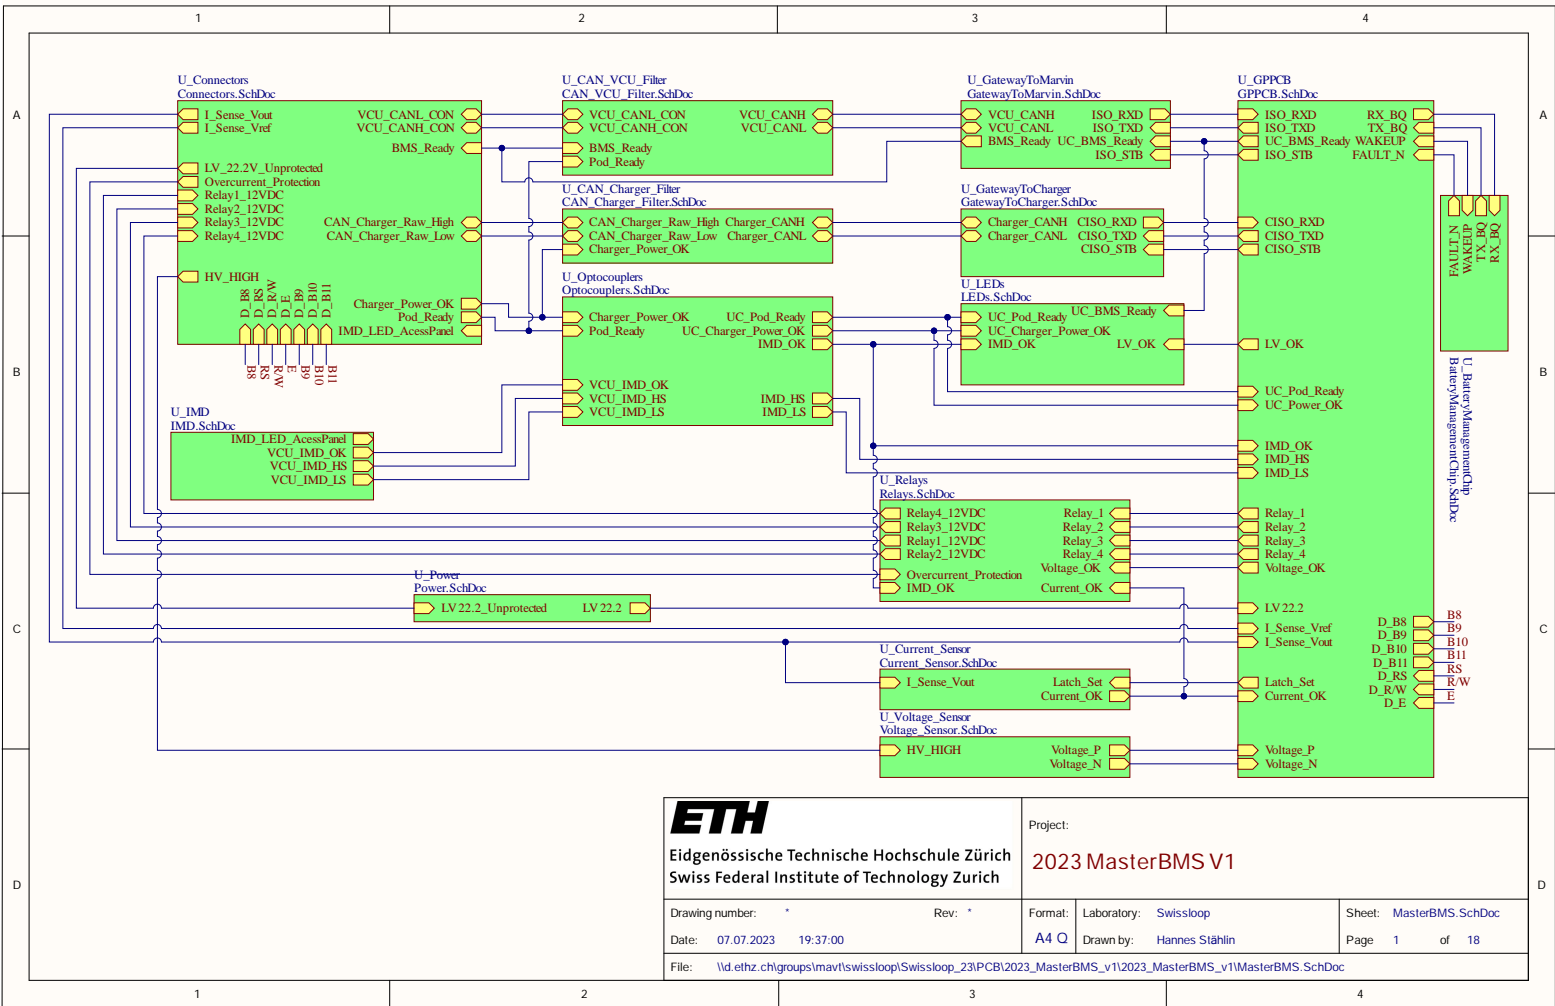 1
2
3
4
A
A
B
B
C
C
D
D
1
2
3
4
U_Connectors
Connectors.SchDoc
I_Sense_Vout
I_Sense_Vref
LV_22.2V_Unprotected
Overcurrent_Protection
Relay1_12VDC
Relay2_12VDC
Relay3_12VDC
Relay4_12VDC
HV_HIGH
VCU_CANL_CON
VCU_CANH_CON
BMS_Ready
CAN_Charger_Raw_High
CAN_Charger_Raw_Low
Charger_Power_OK
Pod_Ready
IMD_LED_AcessPanel
D_B8
D_RS
D_R/W
D_E
D_B9
D_B10
D_B11
B8
RS
R/W
E
B9
B10
B11
U_IMD
IMD.SchDoc
IMD_LED_AcessPanel
VCU_IMD_OK
VCU_IMD_HS
VCU_IMD_LS
U_CAN_VCU_Filter
CAN_VCU_Filter.SchDoc
VCU_CANL_CON
VCU_CANH_CON
BMS_Ready
Pod_Ready
VCU_CANH
VCU_CANL
U_CAN_Charger_Filter
CAN_Charger_Filter.SchDoc
CAN_Charger_Raw_High
CAN_Charger_Raw_Low
Charger_Power_OK
Charger_CANH
Charger_CANL
U_Optocouplers
Optocouplers.SchDoc
Charger_Power_OK
Pod_Ready
VCU_IMD_OK
VCU_IMD_HS
VCU_IMD_LS
UC_Pod_Ready
UC_Charger_Power_OK
IMD_OK
IMD_HS
IMD_LS
U_Power
Power.SchDoc
LV 22.2_Unprotected
LV 22.2
U_GatewayToMarvin
GatewayToMarvin.SchDoc
VCU_CANH
VCU_CANL
BMS_Ready
ISO_RXD
ISO_TXD
UC_BMS_Ready
ISO_STB
U_GatewayToCharger
GatewayToCharger.SchDoc
Charger_CANH
Charger_CANL
CISO_RXD
CISO_TXD
CISO_STB
U_LEDs
LEDs.SchDoc
UC_Pod_Ready
UC_Charger_Power_OK
IMD_OK
UC_BMS_Ready
LV_OK
U_Relays
Relays.SchDoc
Relay4_12VDC
Relay3_12VDC
Relay1_12VDC
Relay2_12VDC
Overcurrent_Protection
IMD_OK
Relay_1
Relay_2
Relay_3
Relay_4
Voltage_OK
Current_OK
U_Current_Sensor
Current_Sensor.SchDoc
I_Sense_Vout
Latch_Set
Current_OK
U_Voltage_Sensor
Voltage_Sensor.SchDoc
HV_HIGH
Voltage_P
Voltage_N
U_GPPCB
GPPCB.SchDoc
ISO_RXD
ISO_TXD
UC_BMS_Ready
ISO_STB
CISO_RXD
CISO_TXD
CISO_STB
LV_OK
UC_Pod_Ready
UC_Power_OK
IMD_OK
IMD_HS
IMD_LS
Relay_1
Relay_2
Relay_3
Relay_4
Voltage_OK
LV 22.2
I_Sense_Vref
I_Sense_Vout
Latch_Set
Current_OK
Voltage_P
Voltage_N
RX_BQ
TX_BQ
WAKEUP
FAULT_N
D_B8
D_B9
D_B10
D_B11
D_RS
D_R/W
D_E
B8
B9
B10
B11
RS
R/W
E
FAULT_N
WAKEUP
TX_BQ
RX_BQ
U_BatteryManagementChip
BatteryManagementChip.SchDoc
ETH
Eidgenössische Technische Hochschule Zürich
Swiss Federal Institute of Technology Zurich
Project:
2023 MasterBMS V1
Drawing number: * Rev: *
Date: 07.07.2023 19:37:00
Format:
A4 Q
Laboratory: Swissloop
Drawn by: Hannes Stählin
Sheet: MasterBMS.SchDoc
Page 1 of 18
File: \\d.ethz.ch\groups\mavt\swissloop\Swissloop_23\PCB\2023_MasterBMS_v1\2023_MasterBMS_v1\MasterBMS.SchDoc